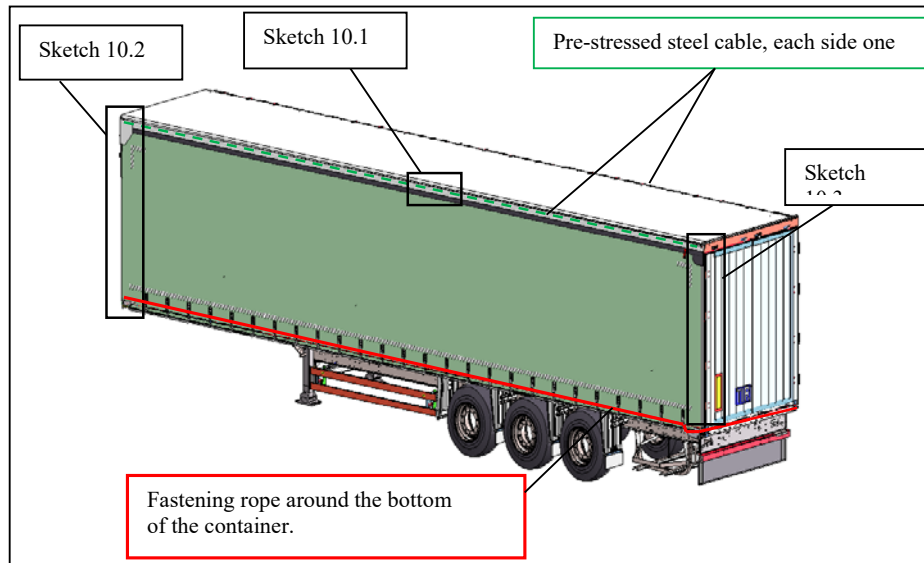 Sketch 10.2
Sketch 10.1
Pre-stressed steel cable, each side one
Sketch
Fastening rope around the bottom
of the container.